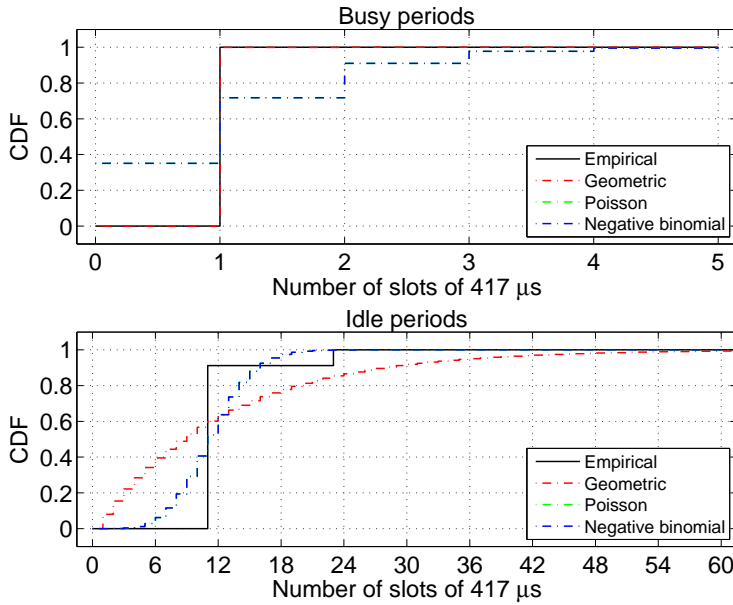 Busy periods
CDF
1
0.8
0.6
0.4
0.2
0
Empirical
Geometric
Poisson
Negative binomial
0 1 2 3 4 5
Number of slots of 417 μs
Idle periods
CDF
1
0.8
0.6
0.4
0.2
0
Empirical
Geometric
Poisson
Negative binomial
0 6 12 18 24 30 36 42 48 54 60
Number of slots of 417 μs